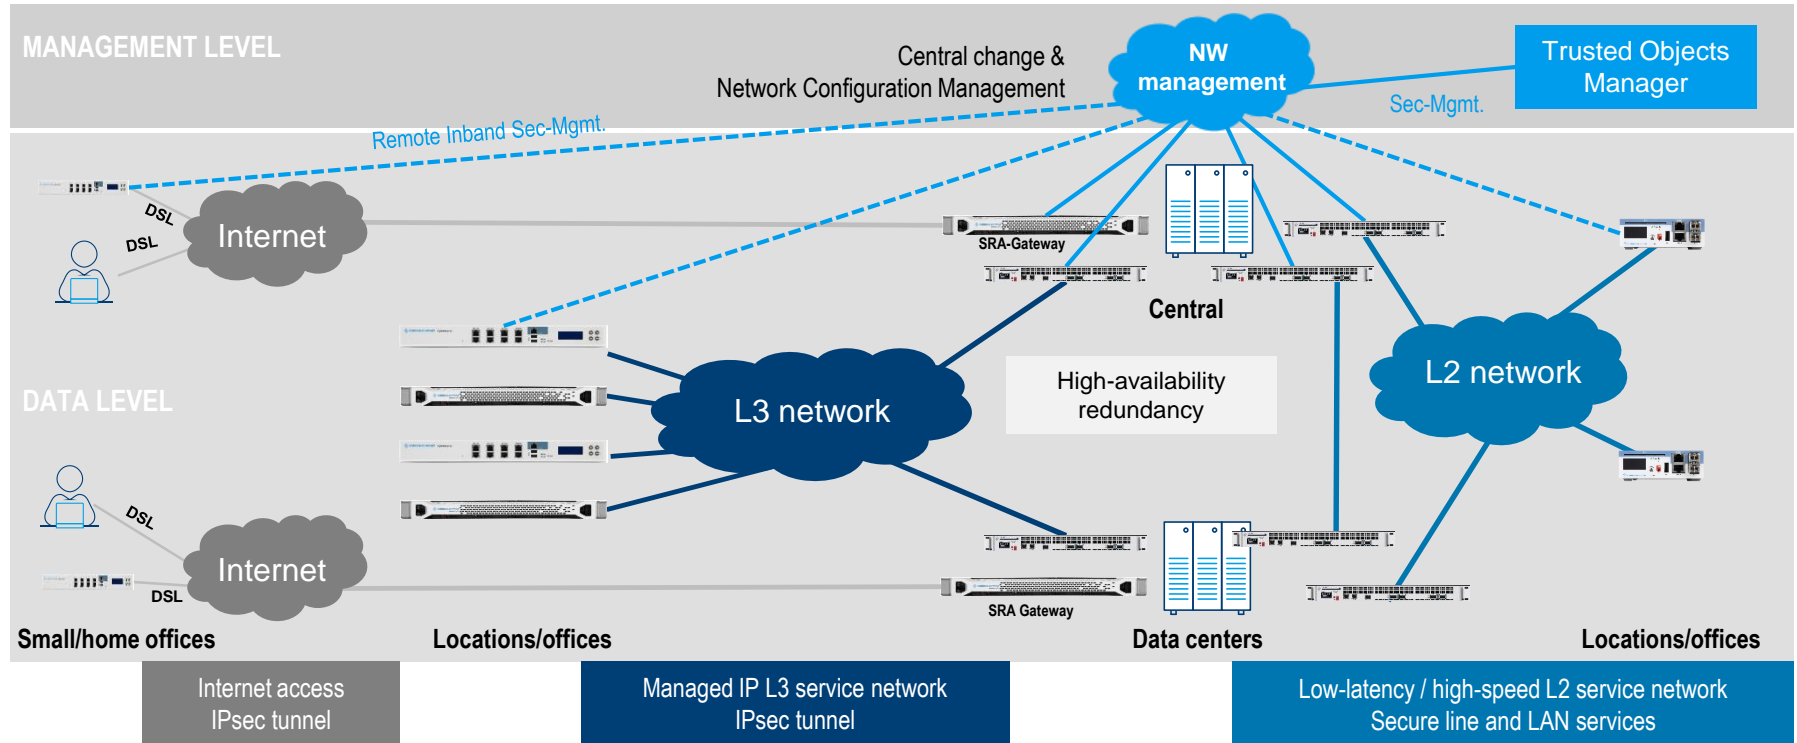 MANAGEMENT LEVEL
Central change &
Network Configuration Management
NW
management
Trusted Objects
Manager
Sec-Mgmt.
Remote Inband Sec-Mgmt.
DSL
DSL
Internet
SRA-Gateway
Central
High-availability
redundancy
DATA LEVEL
L3 network
L2 network
DSL
DSL
Internet
SRA Gateway
Small/home offices
Locations/offices
Data centers
Locations/offices
Internet access
IPsec tunnel
Managed IP L3 service network
IPsec tunnel
Low-latency / high-speed L2 service network
Secure line and LAN services